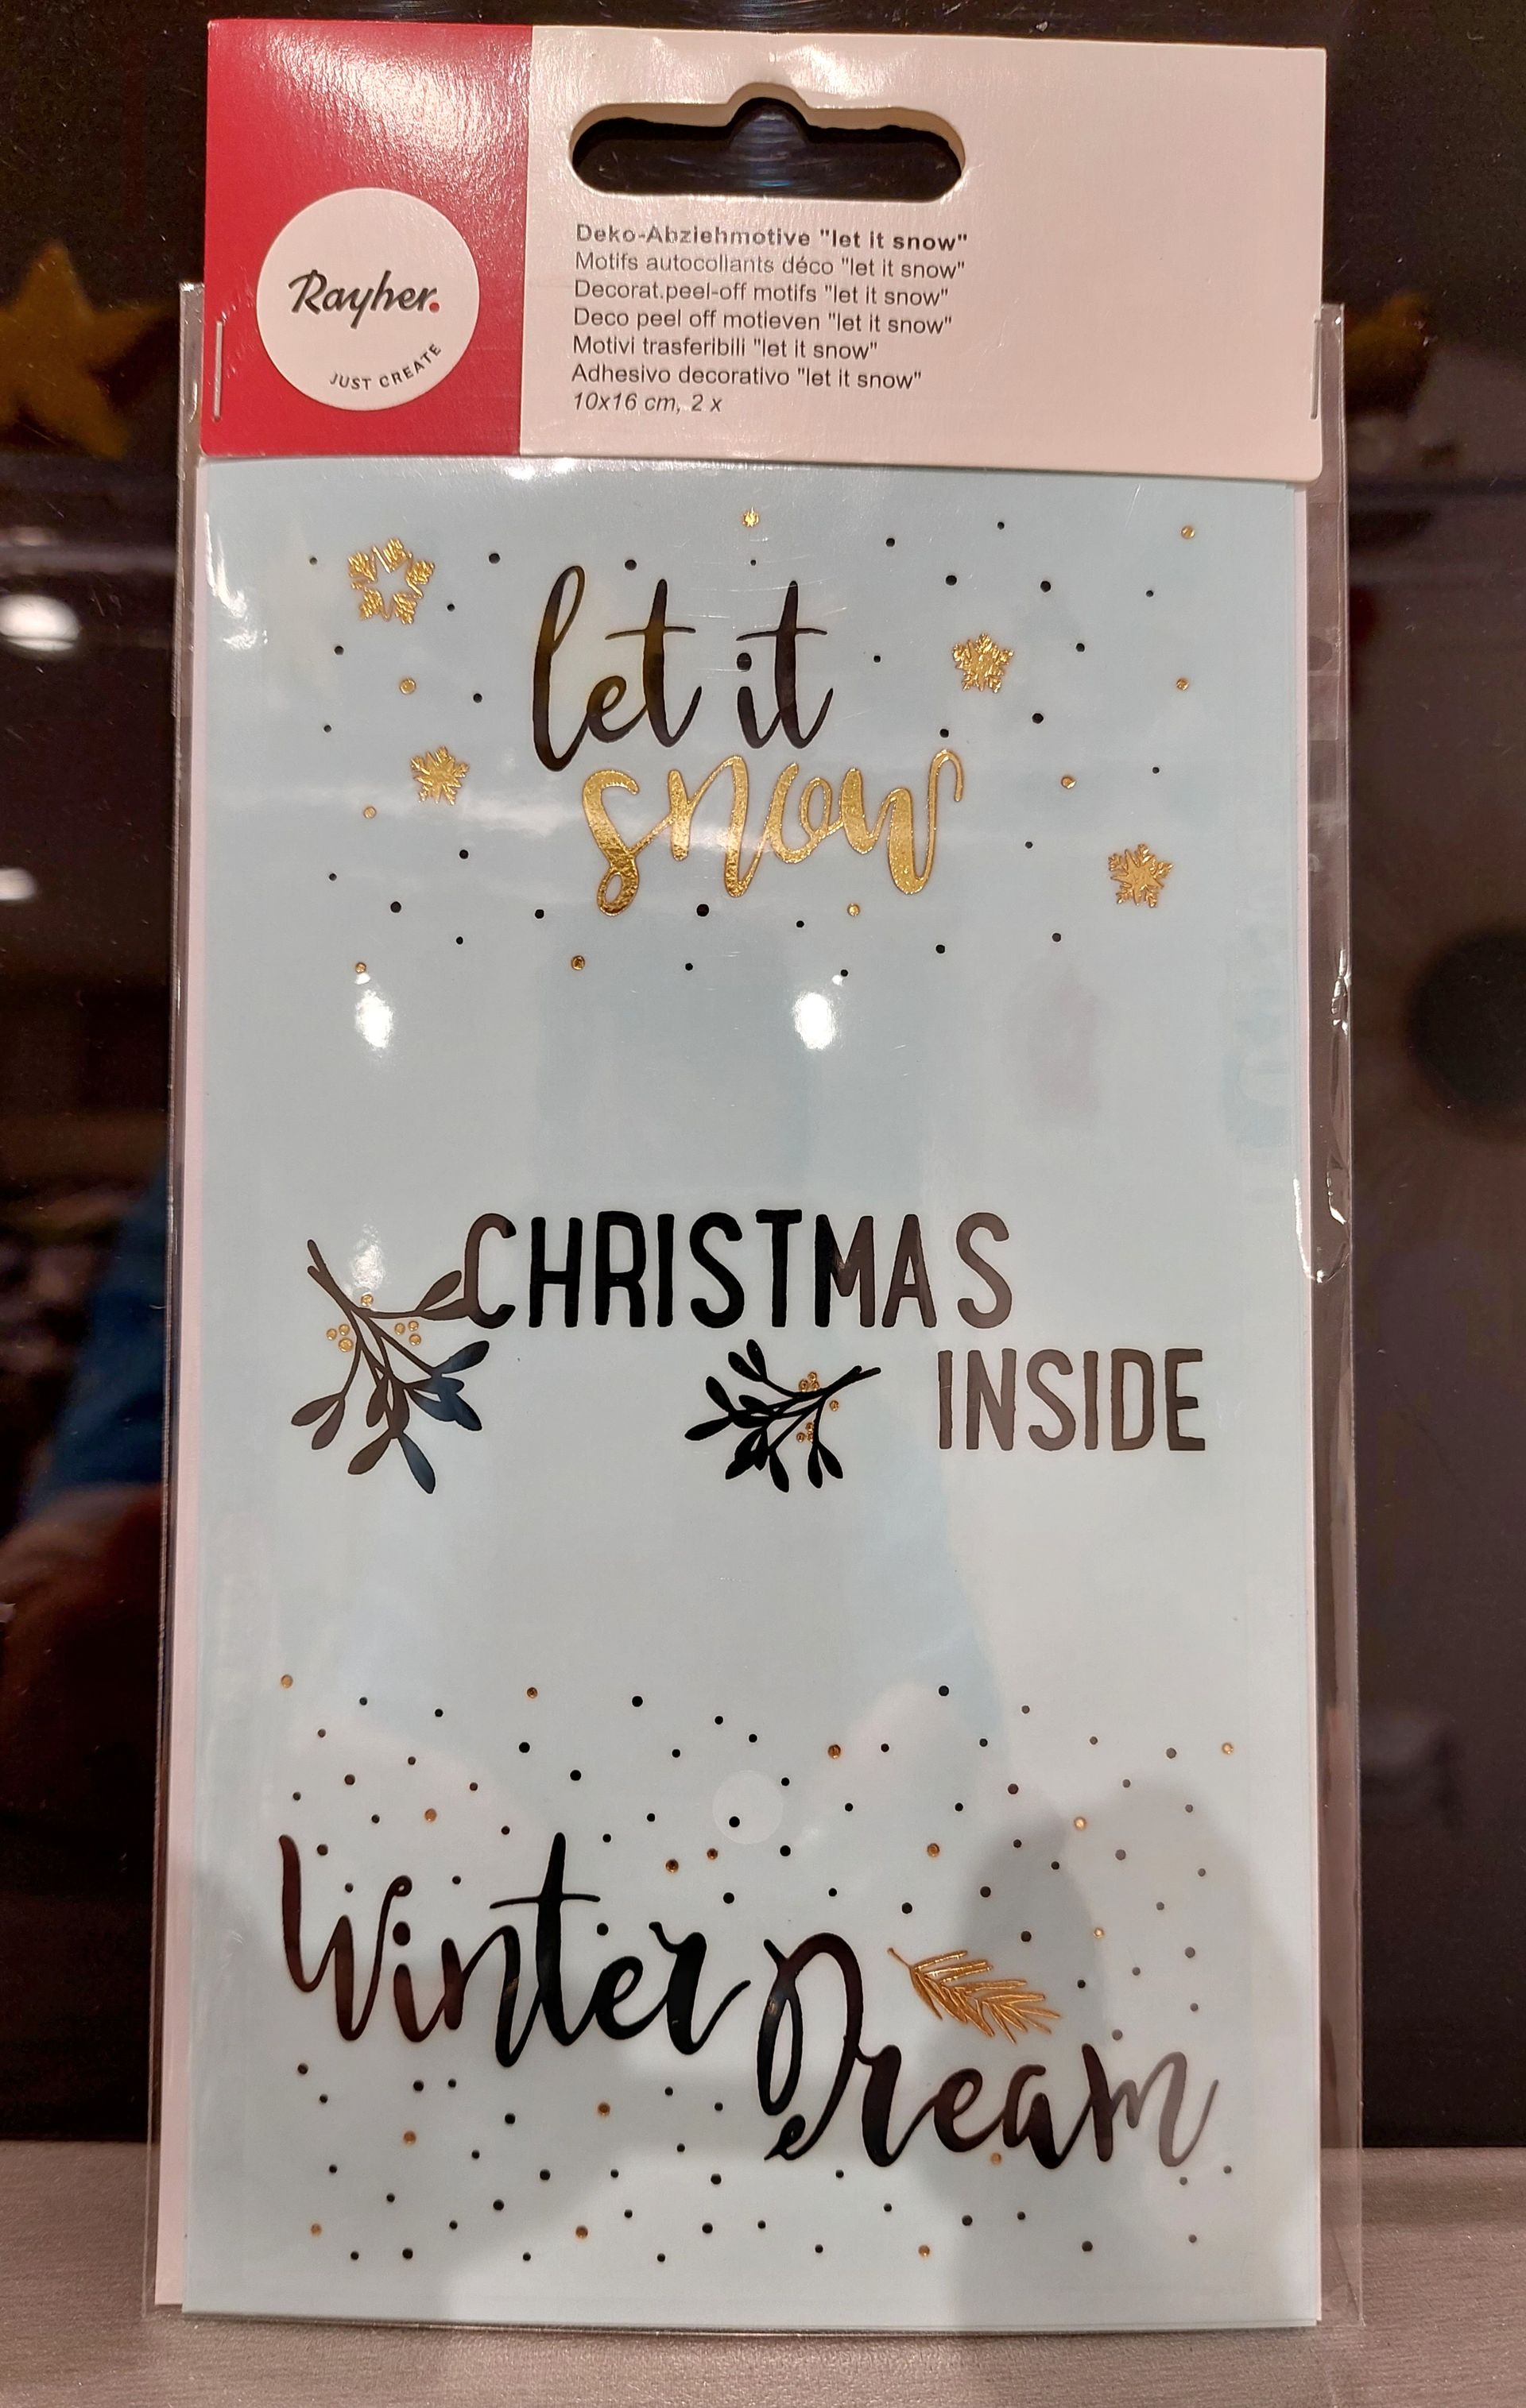 Rayher.
JUST CREATE
Deko-Abziehmotive "let it snow"
Motifs autocollants déco "let it snow"
Decorat.peel-off motifs "let it snow"
Deco peel off motieven "let it snow"
Motivi trasferibili "let it snow"
Adhesivo decorativo "let it snow"
10x16 cm, 2 x
let it
snow
CHRISTMAS
INSIDE
Winter
Dream